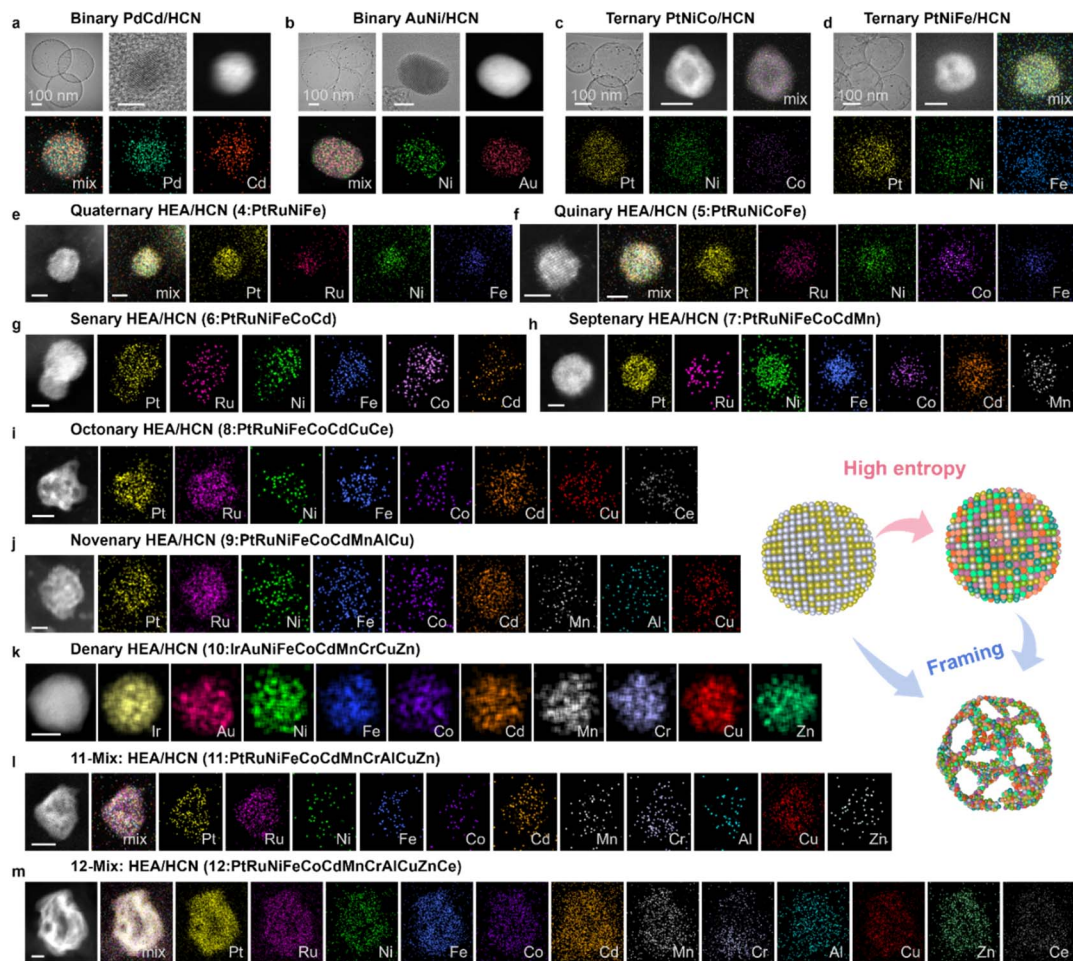 Binary PdCd/HCN
Binary AuNi/HCN
Ternary PtNiCo/HCN
Ternary PtNiFe/HCN
a
b
c
d
100 nm
100 nm
100 nm
mix
100 nm
mix
mix
Pd
Cd
mix
Ni
Au
Pt
Ni
Co
Pt
Ni
Fe
e
Quaternary HEA/HCN (4:PtRuNiFe)
f
Quinary HEA/HCN (5:PtRuNiCoFe)
mix
Pt
Ru
Ni
Fe
mix
Pt
Ru
Ni
Co
Fe
g
Senary HEA/HCN (6:PtRuNiFeCoCd)
h
Septenary HEA/HCN (7:PtRuNiFeCoCdMn)
Pt
Ru
Ni
Fe
Co
Cd
Pt
Ru
Ni
Fe
Co
Cd
Mn
i
Octonary HEA/HCN (8:PtRuNiFeCoCdCuCe)
Pt
Ru
Ni
Fe
Co
Cd
Cu
Ce
High entropy
j
Novenary HEA/HCN (9:PtRuNiFeCoCdMnAlCu)
Pt
Ru
Ni
Fe
Co
Cd
Mn
Al
Cu
k
Denary HEA/HCN (10:IrAuNiFeCoCdMnCrCuZn)
Ir
Au
Ni
Fe
Co
Cd
Mn
Cr
Cu
Zn
Framing
l
11-Mix: HEA/HCN (11:PtRuNiFeCoCdMnCrAlCuZn)
mix
Pt
Ru
Ni
Fe
Co
Cd
Mn
Cr
Al
Cu
Zn
m
12-Mix: HEA/HCN (12:PtRuNiFeCoCdMnCrAlCuZnCe)
mix
Pt
Ru
Ni
Fe
Co
Cd
Mn
Cr
Al
Cu
Zn
Ce